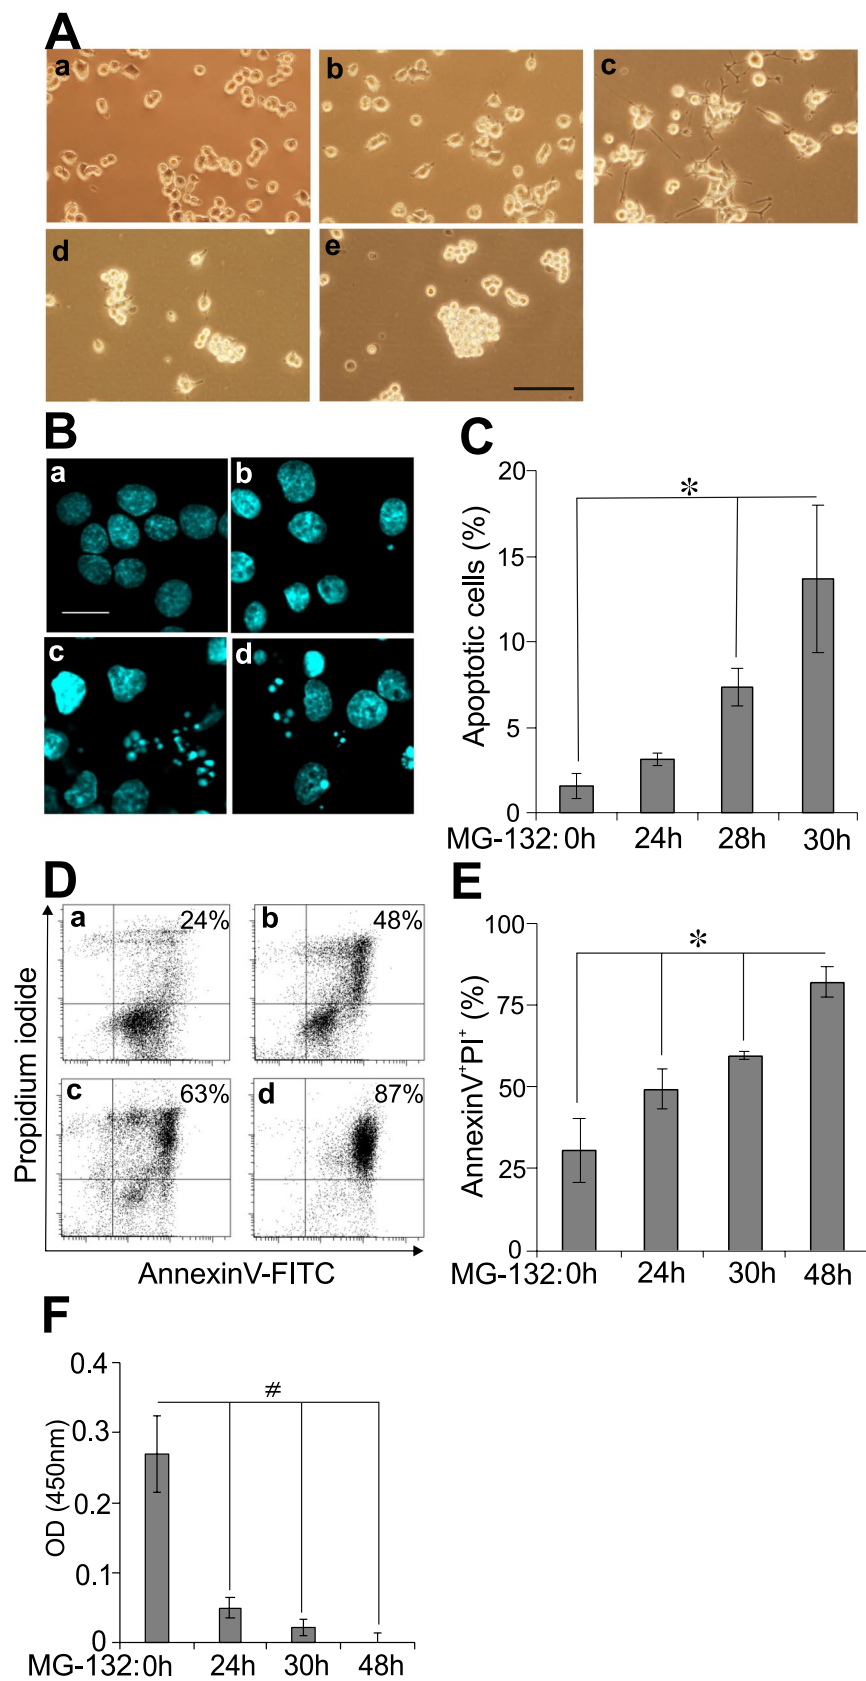 A
a
b
c
d
e
B
a
b
c
d
C
Apoptotic cells (%)
20
15
10
5
0
*
MG-132: 0h 24h 28h 30h
D
Propidium iodide
a 24%
b 48%
c 63%
d 87%
AnnexinV-FITC
E
AnnexinV+PI+ (%)
100
75
50
25
0
*
MG-132: 0h 24h 30h 48h
F
OD (450nm)
0.4
0.3
0.2
0.1
0
#
MG-132: 0h 24h 30h 48h